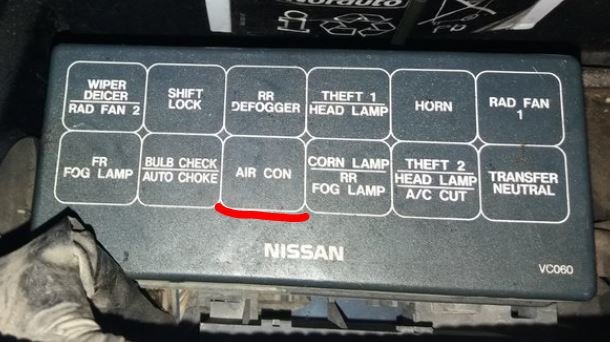 Norauto
WIPER
DEICER
RAD FAN 2
SHIFT
LOCK
RR
DEFOGGER
THEFT 1
HEAD LAMP
HORN
RAD FAN
1
FR
FOG LAMP
BULB CHECK
AUTO CHOKE
AIR CON
CORN LAMP
RR
FOG LAMP
THEFT 2
HEAD LAMP
A/C CUT
TRANSFER
NEUTRAL
NISSAN
VC060